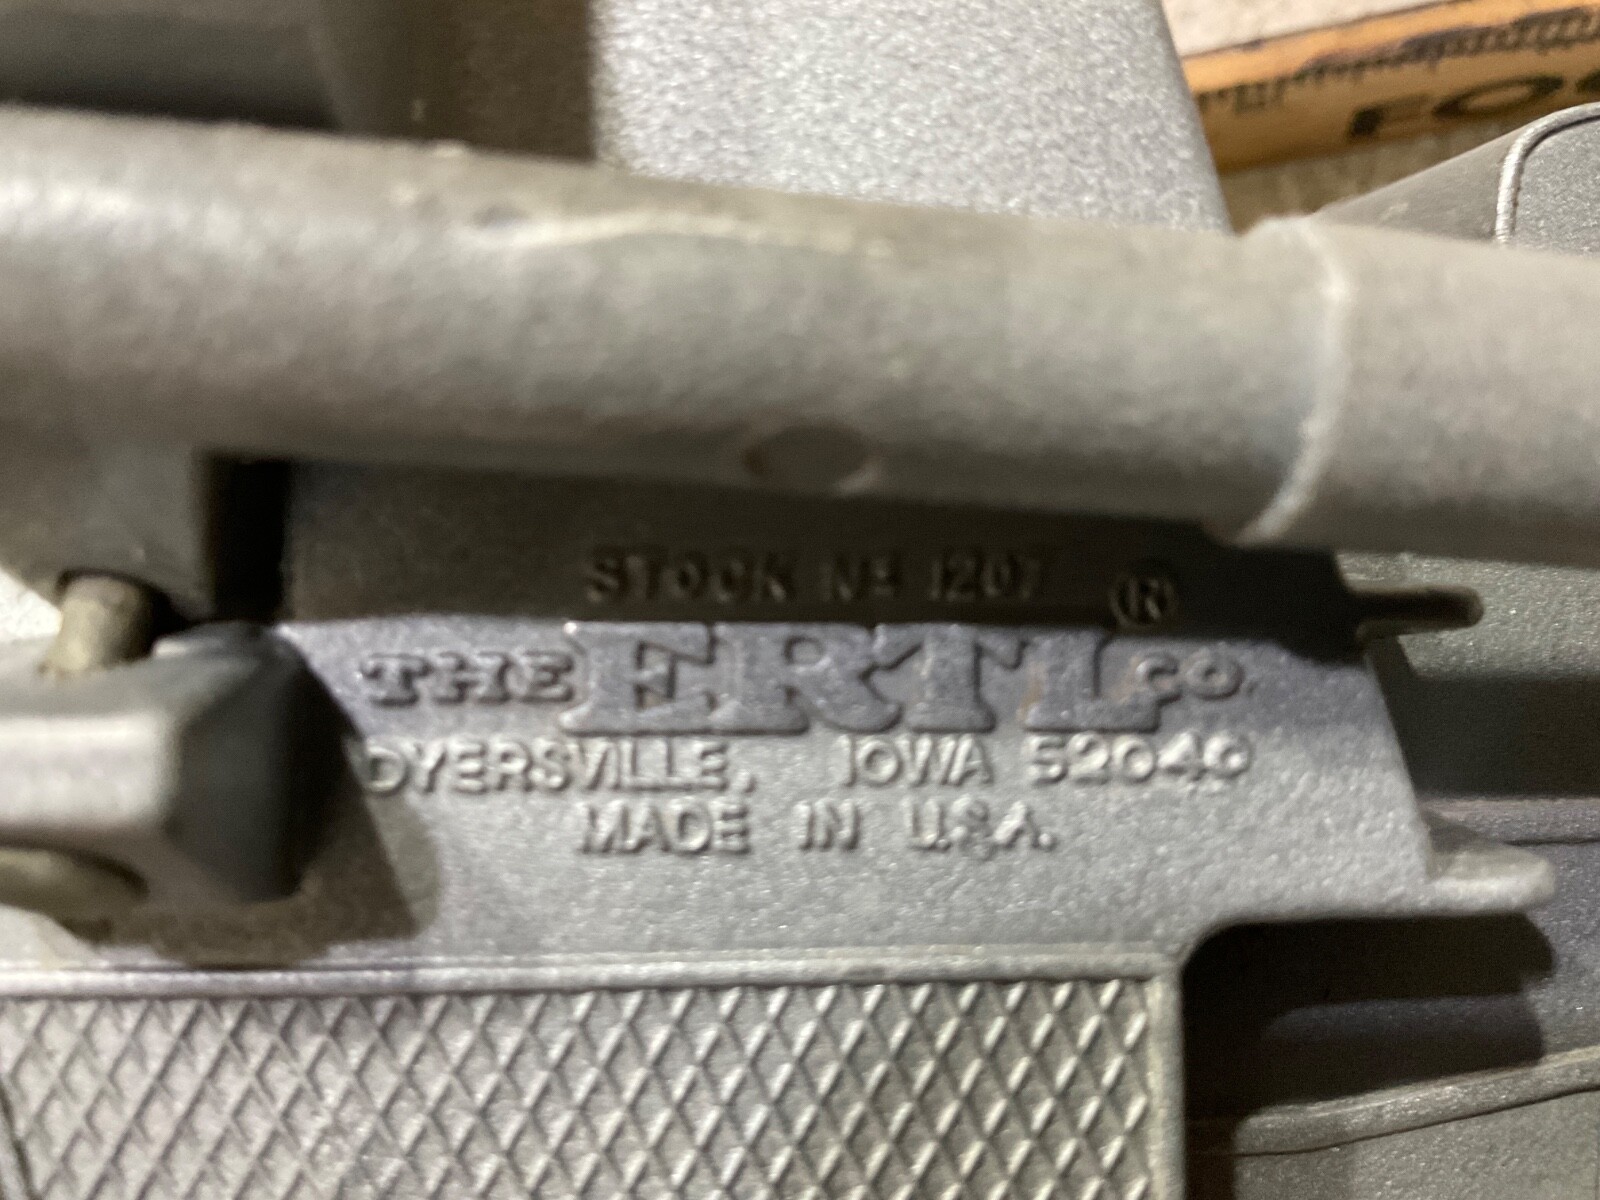 STOCK Nº 1207 ®
THE ERTL CO.
DYERSVILLE, IOWA 52040
MADE IN U.S.A.